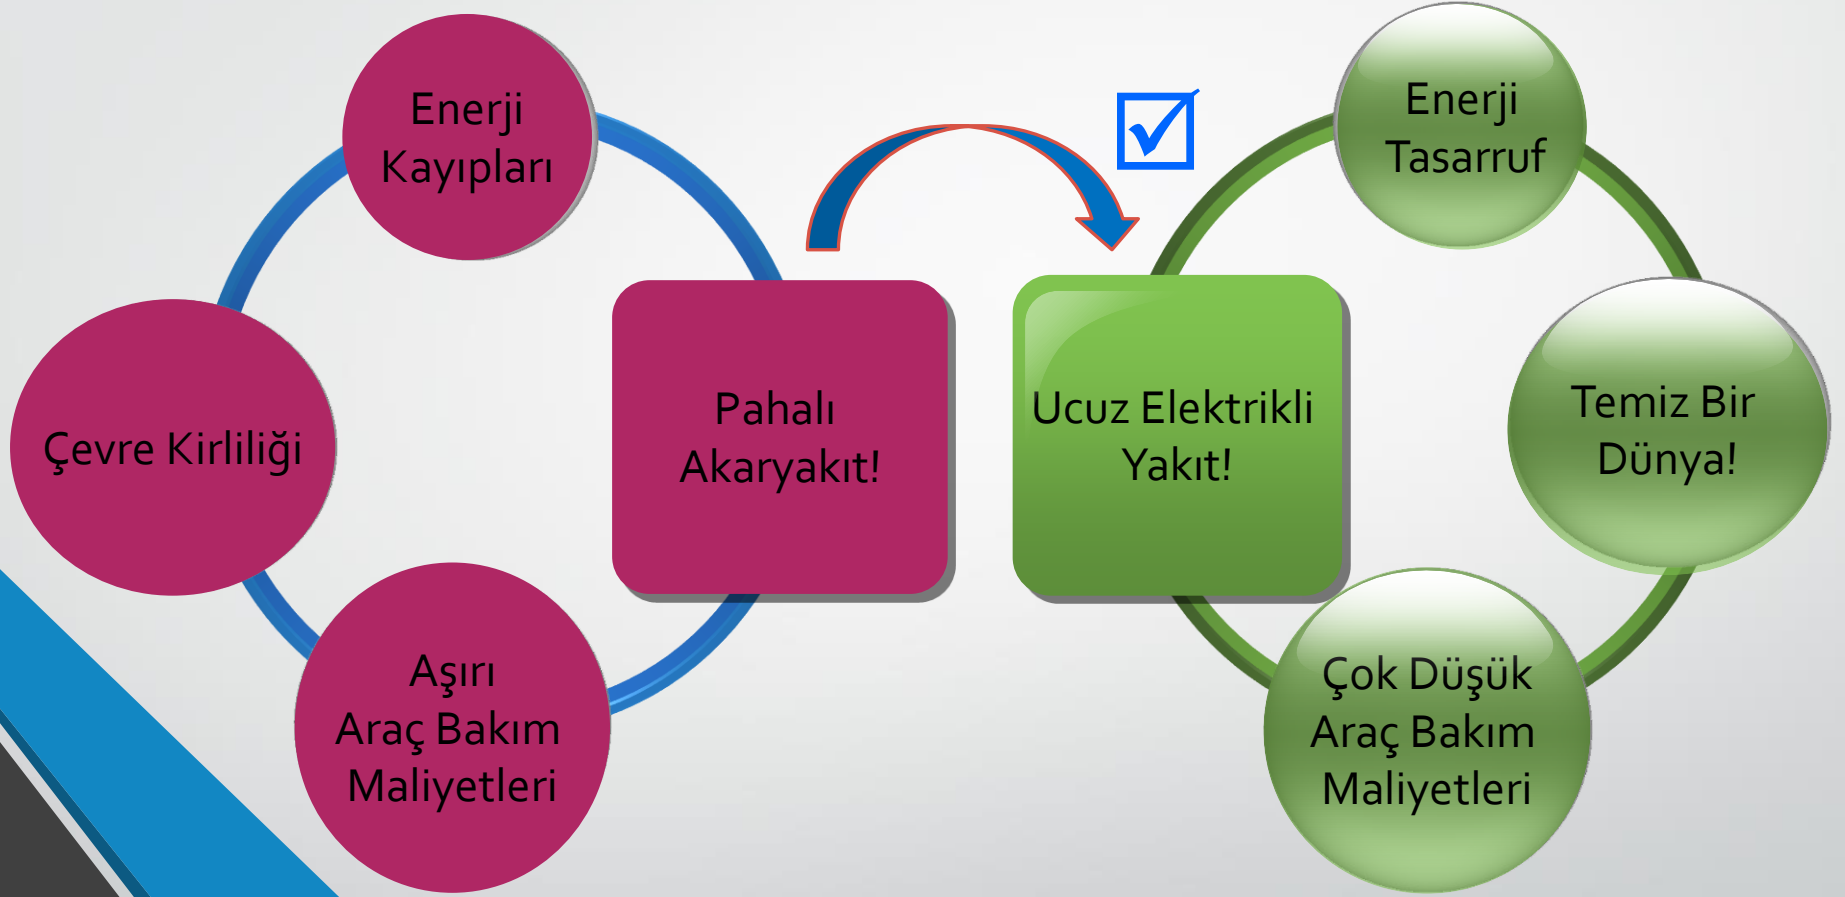 Enerji
Kayıpları
Çevre Kirliliği
Aşırı
Araç Bakım
Maliyetleri
Pahalı
Akaryakıt!
Ucuz Elektrikli
Yakıt!
Enerji
Tasarruf
Temiz Bir
Dünya!
Çok Düşük
Araç Bakım
Maliyetleri